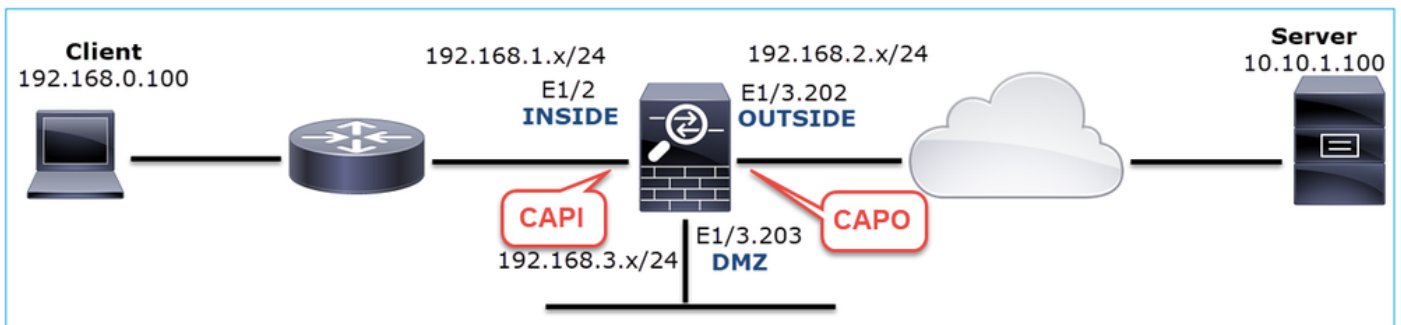 Client
192.168.0.100
192.168.1.x/24
E1/2
INSIDE
192.168.2.x/24
E1/3.202
OUTSIDE
Server
10.10.1.100
CAPI
CAPO
E1/3.203
192.168.3.x/24
DMZ